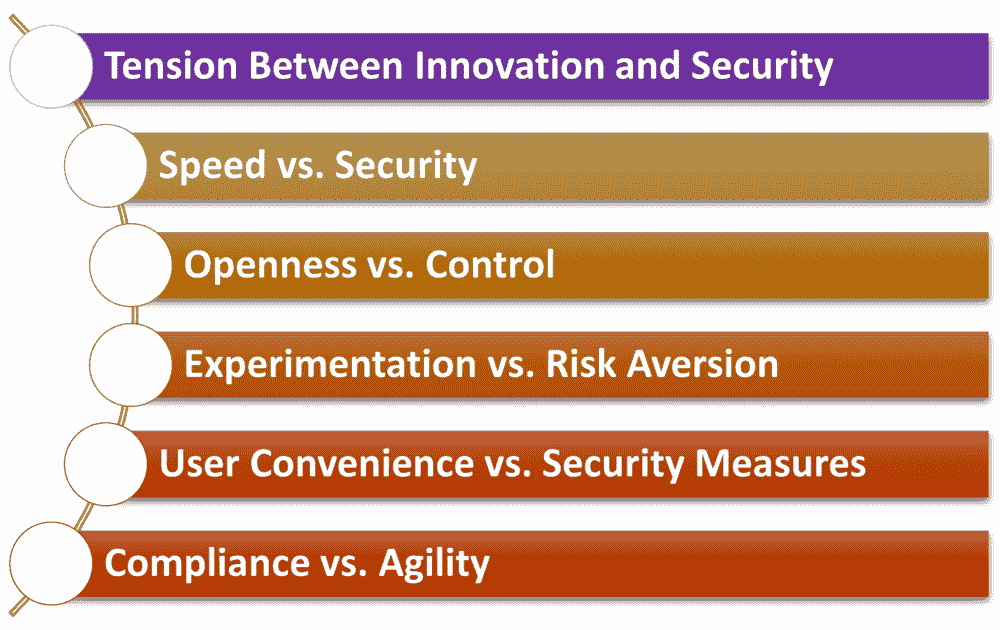 Tension Between Innovation and Security
Speed vs. Security
Openness vs. Control
Experimentation vs. Risk Aversion
User Convenience vs. Security Measures
Compliance vs. Agility